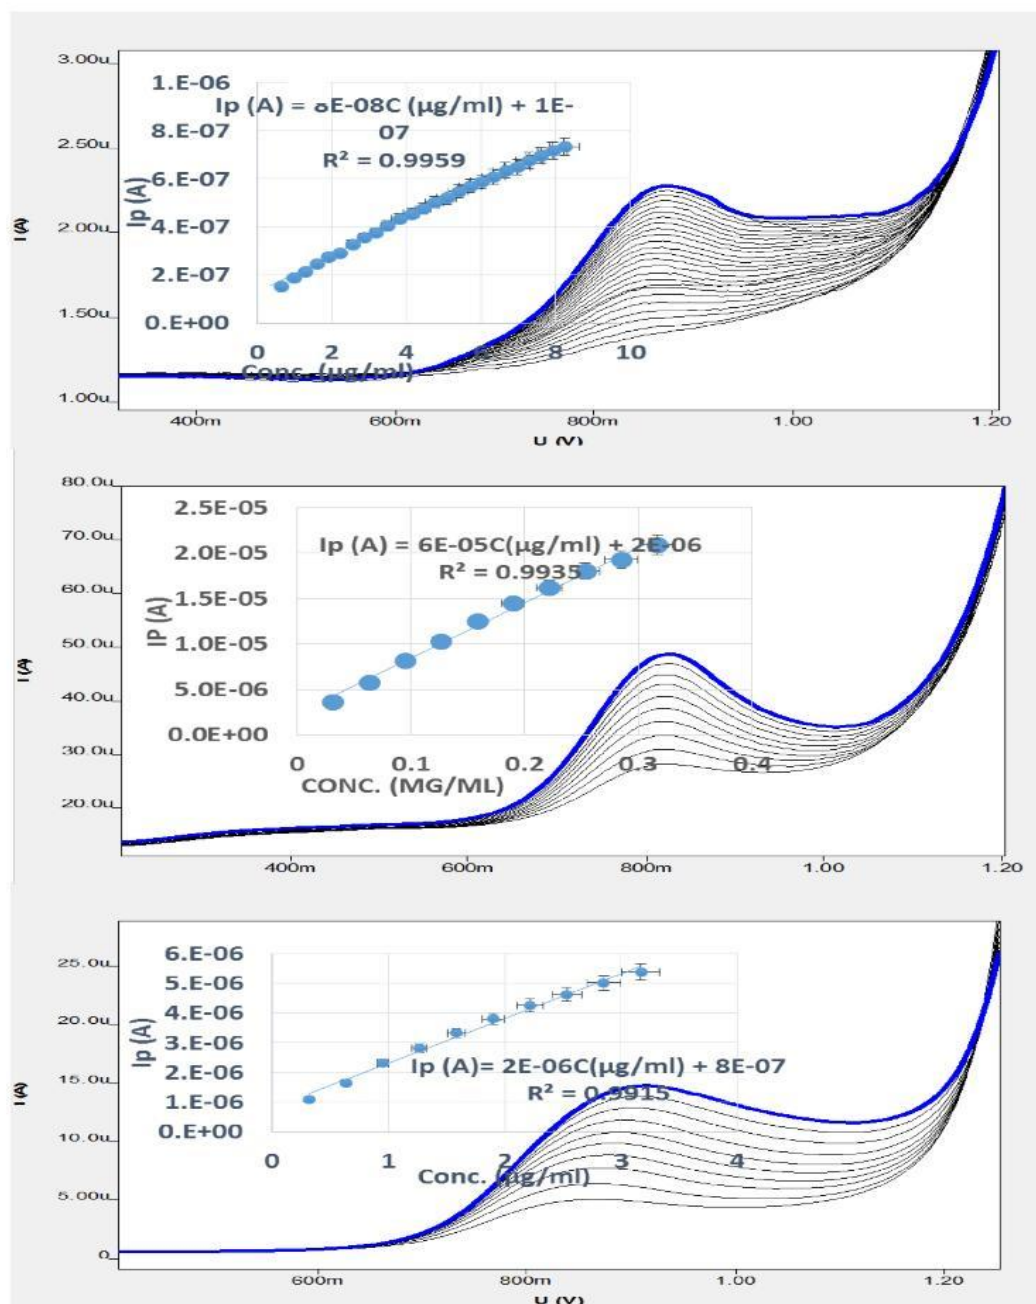 3.00u
2.50u
2.00u
1.50u
1.00u
I (A)
400m
600m
800m
1.00
1.20
U (V)
1.E-06
8.E-07
6.E-07
4.E-07
2.E-07
0.E+00
Ip (A)
Ip (A) = E-08C (µg/ml) + 1E-
07
R² = 0.9959
0
2
4
6
8
10
Conc. (µg/ml)
80.0u
70.0u
60.0u
50.0u
40.0u
30.0u
20.0u
I (A)
400m
600m
800m
1.00
1.20
2.5E-05
2.0E-05
1.5E-05
1.0E-05
5.0E-06
0.0E+00
IP (A)
Ip (A) = 6E-05C(µg/ml) + 2E-06
R² = 0.9935
0
0.1
0.2
0.3
0.4
CONC. (MG/ML)
25.0u
20.0u
15.0u
10.0u
5.00u
0
I (A)
600m
800m
1.00
1.20
U (V)
6.E-06
5.E-06
4.E-06
3.E-06
2.E-06
1.E-06
0.E+00
Ip (A)
Ip (A)= 2E-06C(µg/ml) + 8E-07
R² = 0.9915
0
1
2
3
4
Conc. (µg/ml)